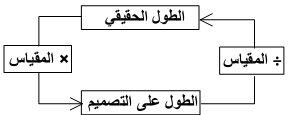 الطول الحقيقي
× المقياس
÷ المقياس
الطول على التصميم